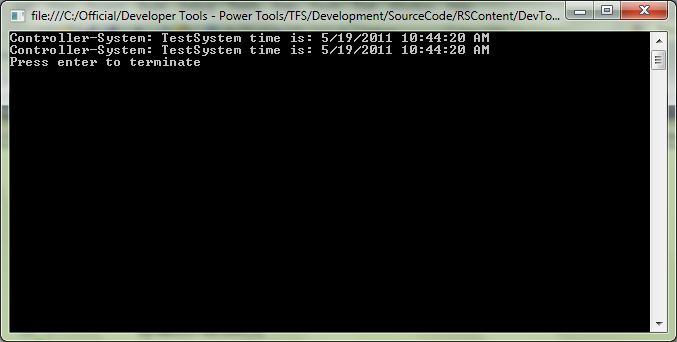 file:///C:/Official/Developer Tools - Power Tools/TFS/Development/SourceCode/RSContent/DevTo...
Controller-System: TestSystem time is: 5/19/2011 10:44:20 AM
Controller-System: TestSystem time is: 5/19/2011 10:44:20 AM
Press enter to terminate